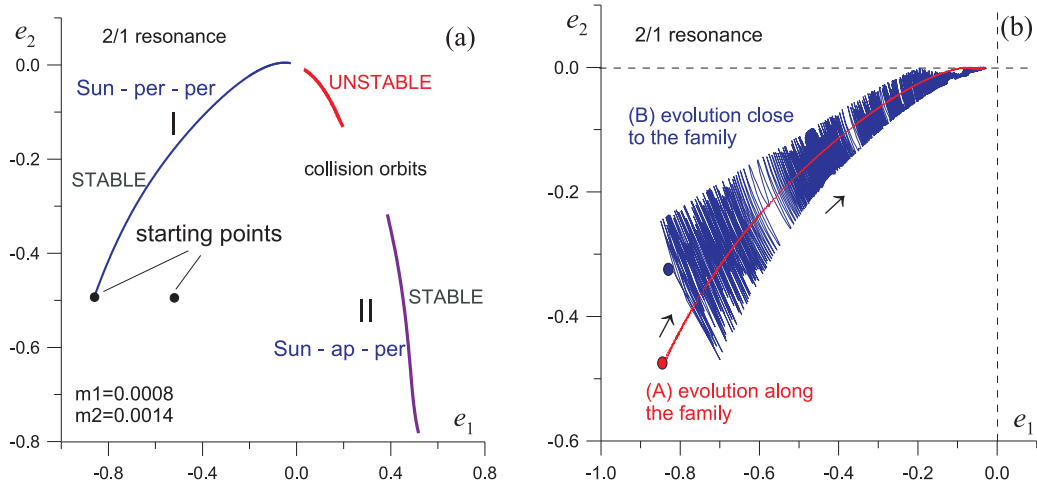 e2
2/1 resonance
(a)
0.0
Sun - per - per
I
UNSTABLE
-0.2
collision orbits
STABLE
starting points
-0.4
STABLE
II
-0.6
Sun - ap - per
m1=0.0008
m2=0.0014
e1
-0.8
-0.8
-0.4
0.0
0.4
0.8
e2
2/1 resonance
(b)
0.0
(B) evolution close
to the family
-0.2
-0.4
(A) evolution along
the family
e1
-0.6
-1.0
-0.8
-0.6
-0.4
-0.2
0.0